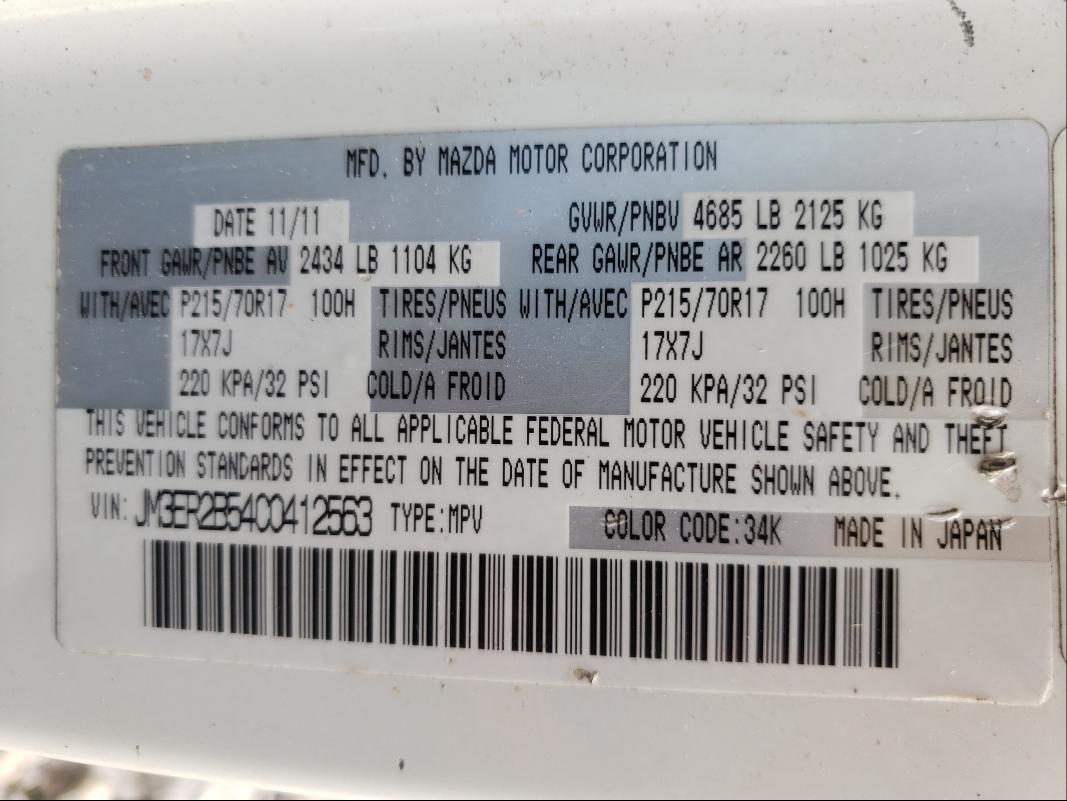 MFD. BY MAZDA MOTOR CORPORATION
DATE 11/11 GVWR/PNBV 4685 LB 2125 KG
FRONT GAWR/PNBE AV 2434 LB 1104 KG REAR GAWR/PNBE AR 2260 LB 1025 KG
WITH/AVEC P215/70R17 100H TIRES/PNEUS WITH/AVEC P215/70R17 100H TIRES/PNEUS
17X7J RIMS/JANTES 17X7J RIMS/JANTES
220 KPA/32 PSI COLD/A FROID 220 KPA/32 PSI COLD/A FROID
THIS VEHICLE CONFORMS TO ALL APPLICABLE FEDERAL MOTOR VEHICLE SAFETY AND THEFT
PREVENTION STANDARDS IN EFFECT ON THE DATE OF MANUFACTURE SHOWN ABOVE.
VIN: JM3ER2B54C0412563 TYPE:MPV COLOR CODE:34K MADE IN JAPAN